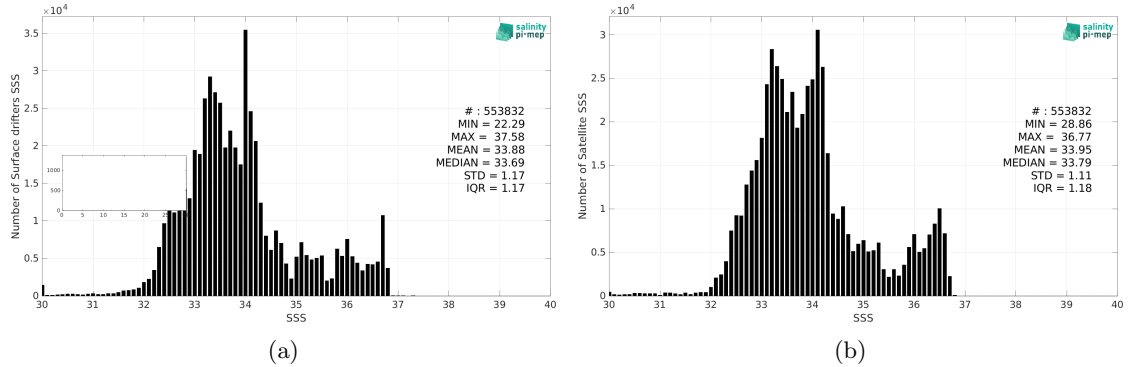 ×10^4
3.5
3
2.5
2
1.5
1
0.5
0
Number of Surface drifters SSS
1000
500
0
0 5 10 15 20 25
30 31 32 33 34 35 36 37 38 39 40
SSS
salinity
pi-mep
# : 553832
MIN = 22.29
MAX = 37.58
MEAN = 33.88
MEDIAN = 33.69
STD = 1.17
IQR = 1.17
(a)
×10^4
3
2.5
2
1.5
1
0.5
0
Number of Satellite SSS
30 31 32 33 34 35 36 37 38 39 40
SSS
salinity
pi-mep
# : 553832
MIN = 28.86
MAX = 36.77
MEAN = 33.95
MEDIAN = 33.79
STD = 1.11
IQR = 1.18
(b)